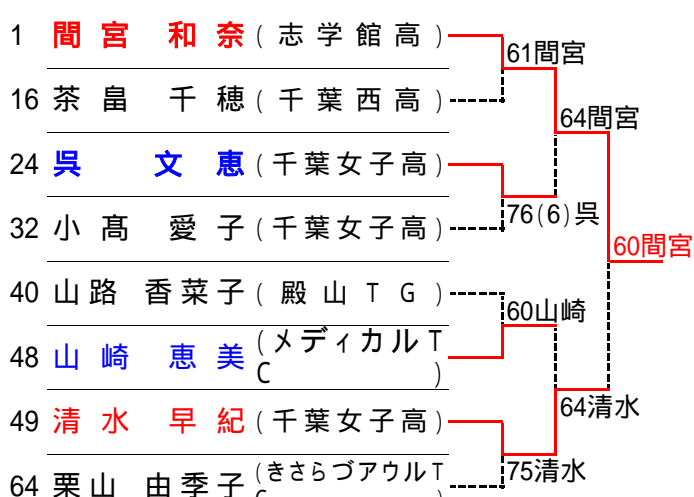 1 間宮 和奈 (志学館高)
61間宮
16 茶畠 千穂 (千葉西高)
64間宮
24 呉 文恵 (千葉女子高)
76(6)呉
32 小髙 愛子 (千葉女子高)
60間宮
40 山路 香菜子 (殿山TG)
60山崎
48 山崎 恵美 (メディカルT
C)
49 清水 早紀 (千葉女子高)
64清水
75清水
64 栗山 由季子 (きさらづアウルT